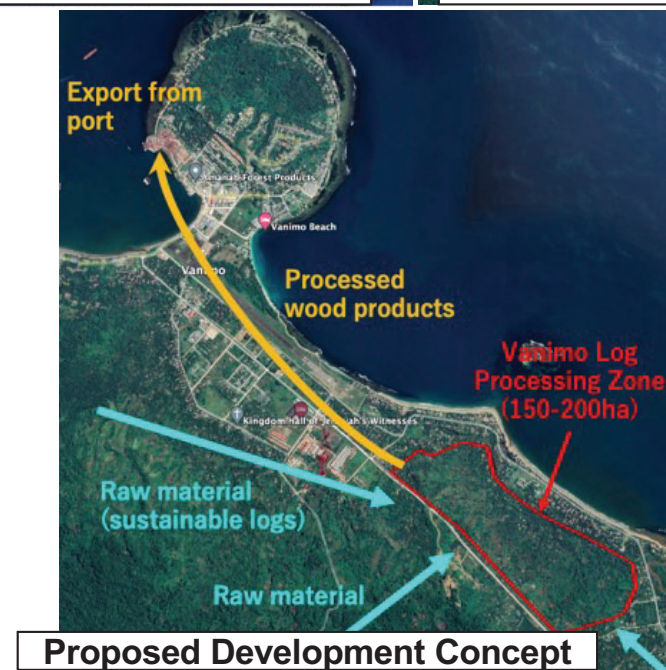 Export from
port
Amanab Forest Products
Vanimo Beach
Vanimo
Processed
wood products
Vanimo Log
Processing Zone
(150-200ha)
Kingdom Hall of Jehovah's Witnesses
Raw material
(sustainable logs)
Raw material
Proposed Development Concept